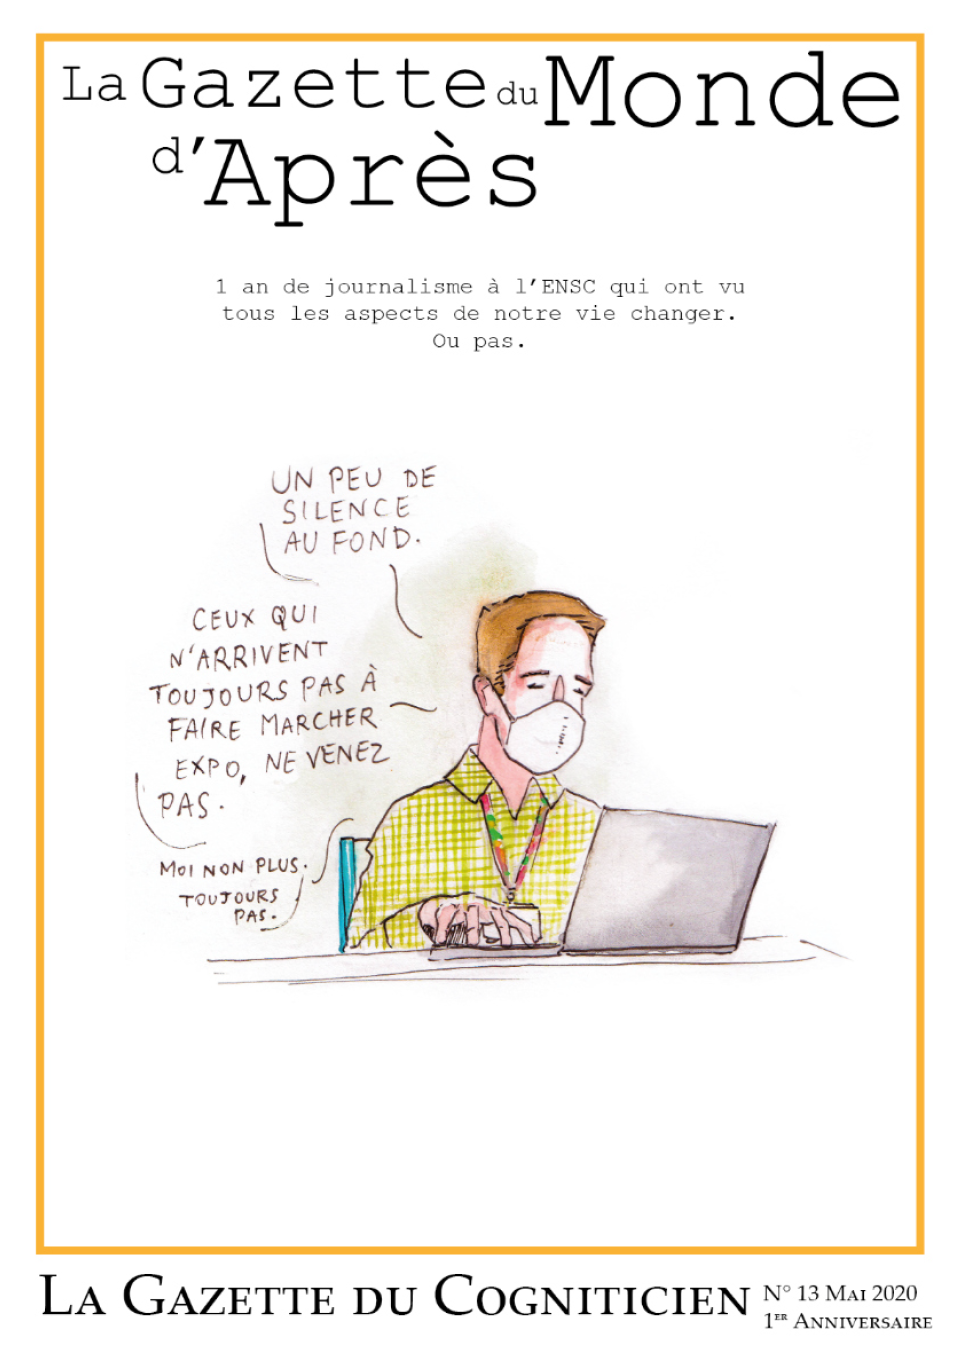 La Gazette du Monde
d'Après
1 an de journalisme à l'ENSC qui ont vu
tous les aspects de notre vie changer.
Ou pas.
UN PEU DE
SILENCE
AU FOND.
CEUX QUI
N'ARRIVENT
TOUJOURS PAS À
FAIRE MARCHER
EXPO, NE VENEZ
PAS.
MOI NON PLUS.
TOUJOURS
PAS.
La Gazette du Cogniticien
N° 13 Mai 2020
1er Anniversaire